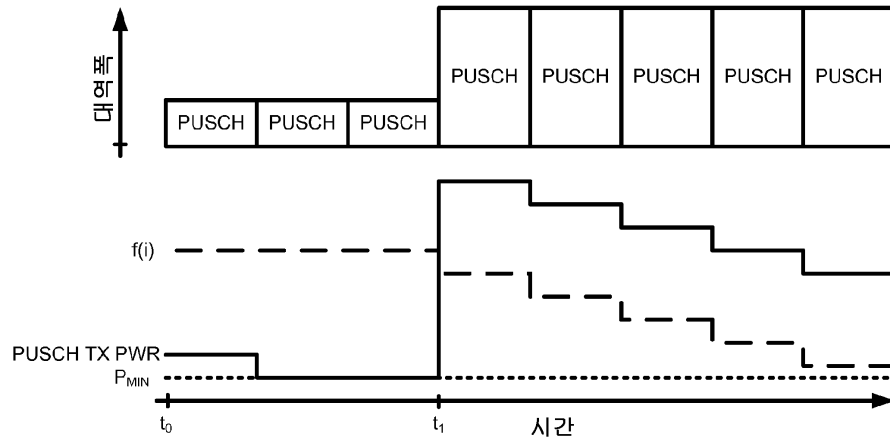 대역폭
PUSCH PUSCH PUSCH PUSCH PUSCH PUSCH PUSCH PUSCH
f(i)
PUSCH TX PWR
PMIN
t0 t1 시간